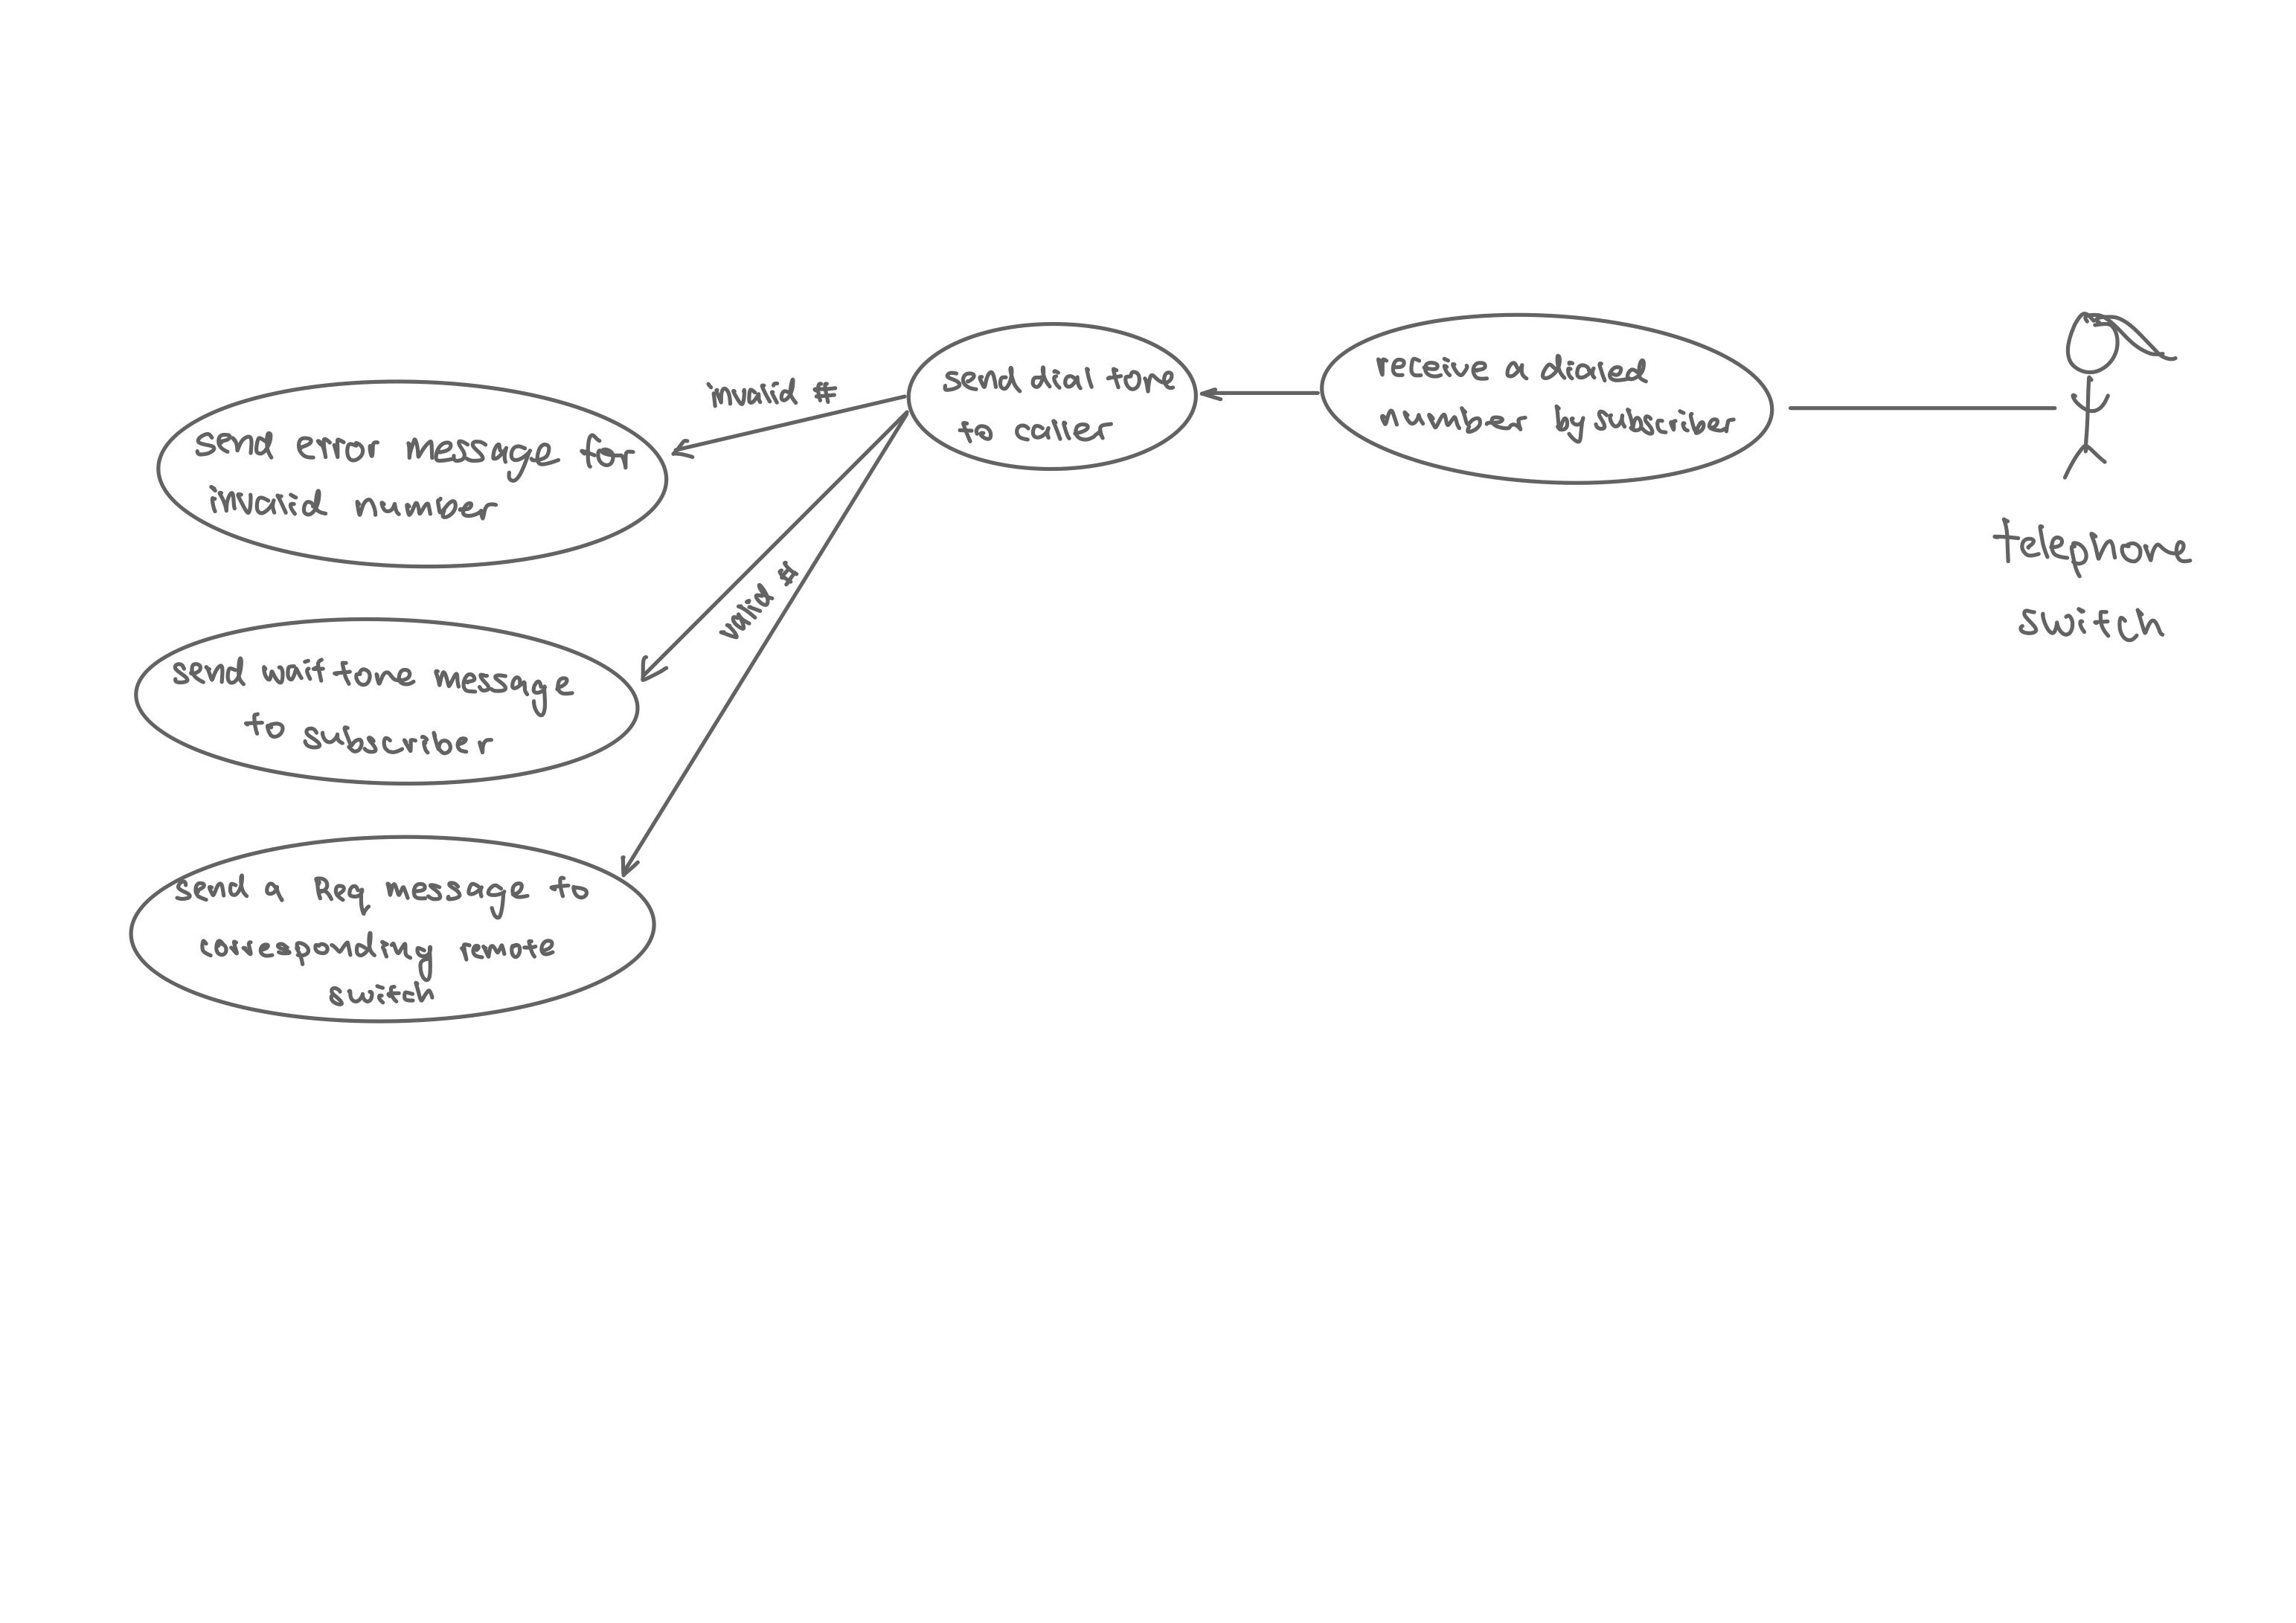 send error message for
invalid number
Invalid #
send dial tone
to caller
receive a dialed
number by subscriber
telephone
switch
valid #
send wait tone message
to subscriber
send a Req message to
corresponding remote
switch